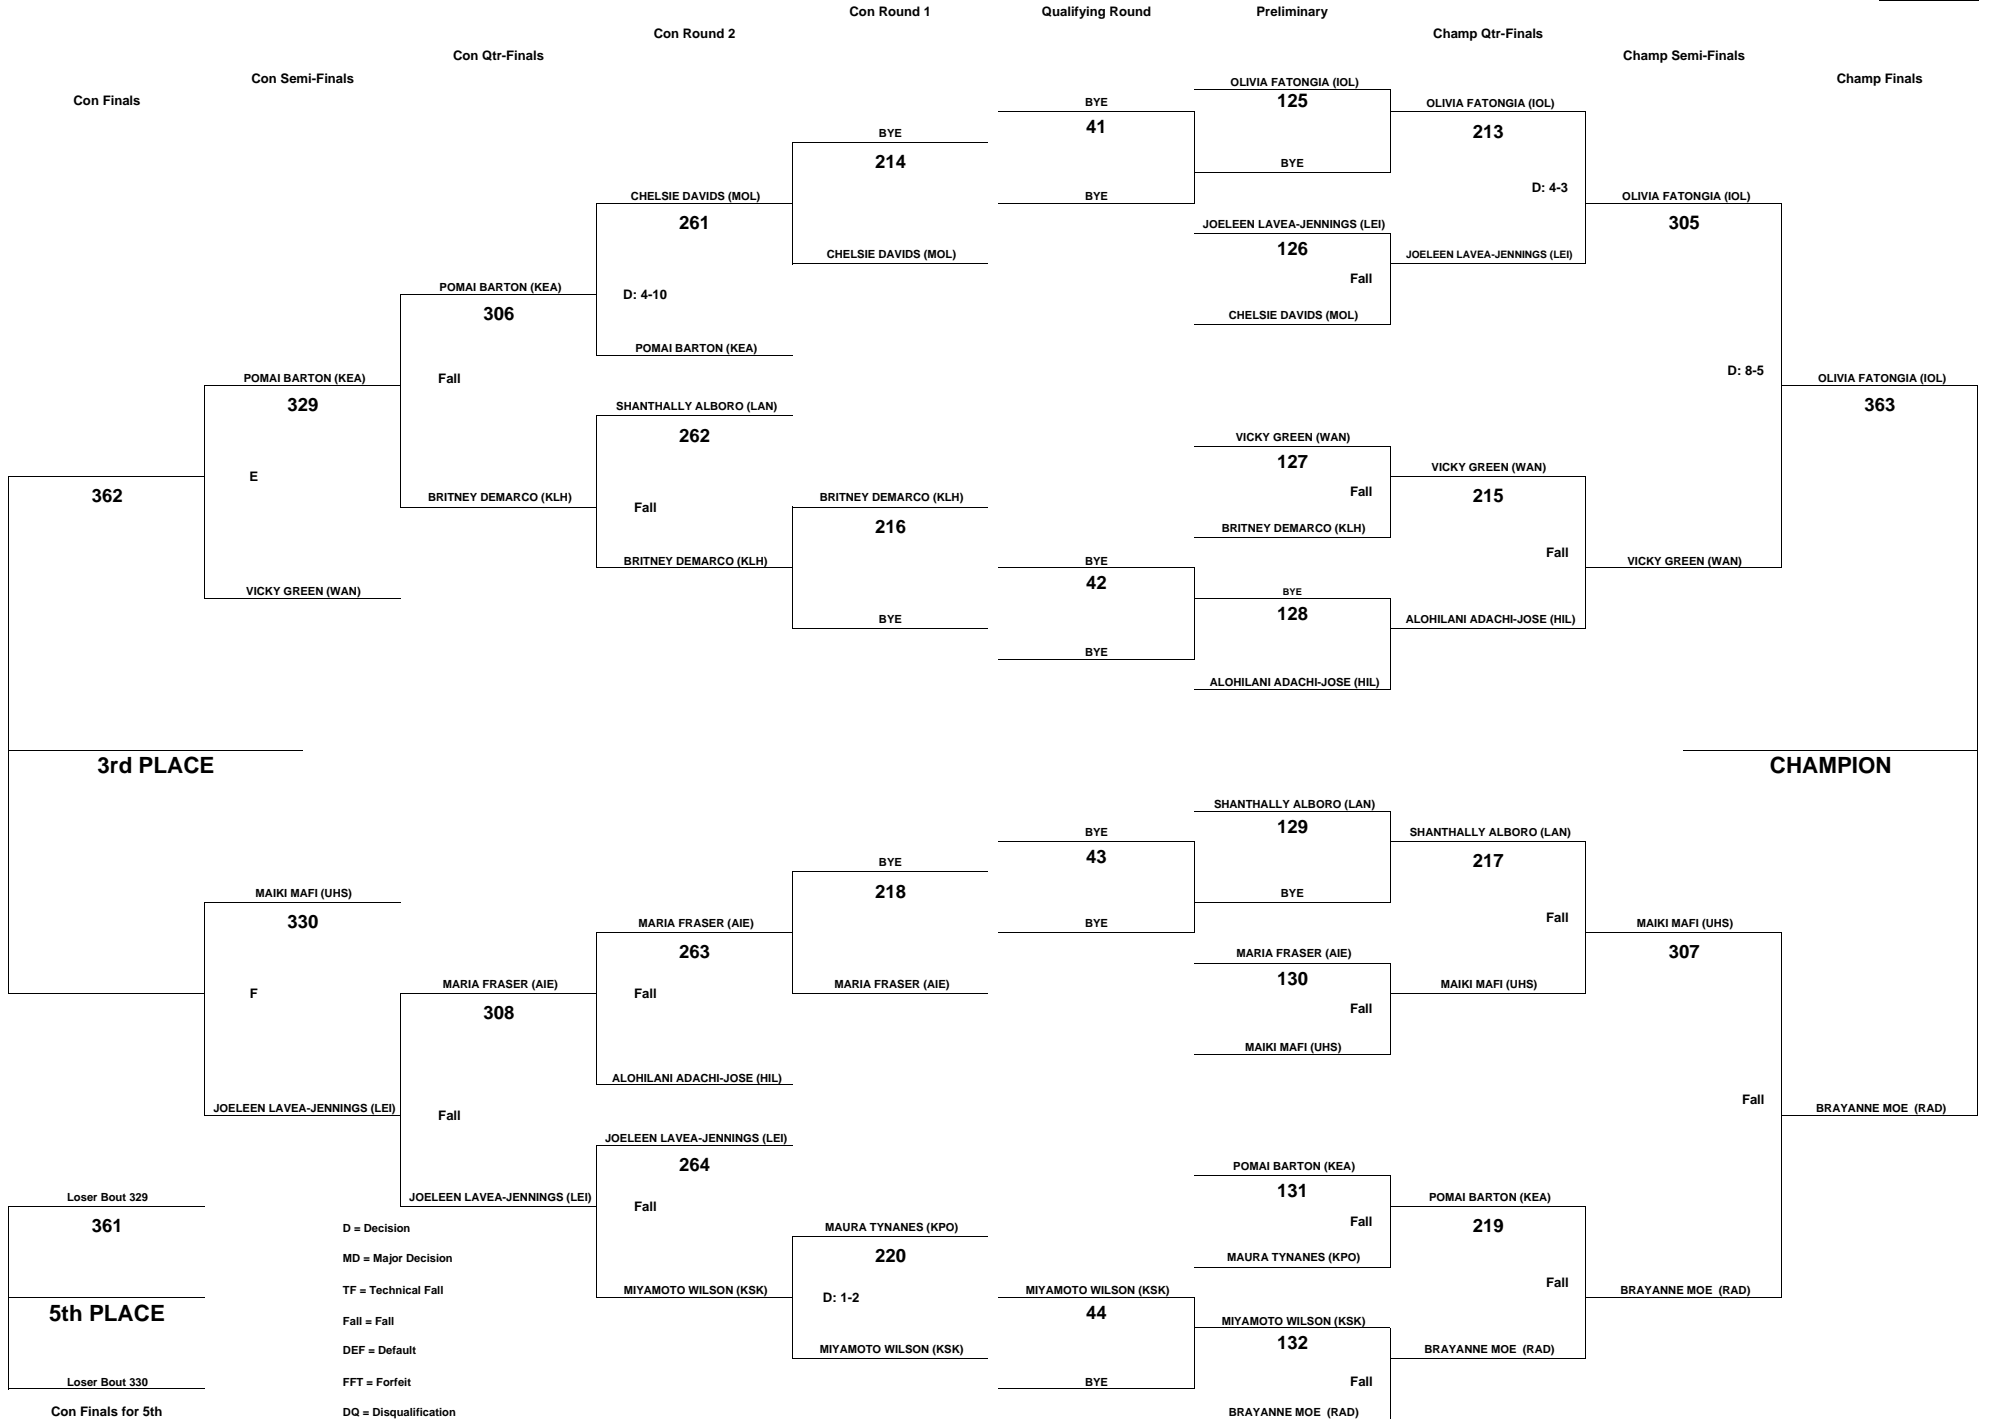 Con Round 1 Qualifying Round Preliminary
Con Round 2 Champ Qtr-Finals
Con Qtr-Finals Champ Semi-Finals
Con Semi-Finals Champ Finals
Con Finals
OLIVIA FATONGIA (IOL)
125
BYE
BYE
41
BYE
OLIVIA FATONGIA (IOL)
213
D: 4-3
BYE
214
CHELSIE DAVIDS (MOL)
JOELEEN LAVEA-JENNINGS (LEI)
126
Fall
CHELSIE DAVIDS (MOL)
JOELEEN LAVEA-JENNINGS (LEI)
CHELSIE DAVIDS (MOL)
261
D: 4-10
POMAI BARTON (KEA)
OLIVIA FATONGIA (IOL)
305
D: 8-5
POMAI BARTON (KEA)
306
Fall
BRITNEY DEMARCO (KLH)
POMAI BARTON (KEA)
329
E
VICKY GREEN (WAN)
OLIVIA FATONGIA (IOL)
363
SHANTHALLY ALBORO (LAN)
262
Fall
BRITNEY DEMARCO (KLH)
VICKY GREEN (WAN)
127
Fall
BRITNEY DEMARCO (KLH)
VICKY GREEN (WAN)
215
Fall
ALOHILANI ADACHI-JOSE (HIL)
362
BRITNEY DEMARCO (KLH)
216
BYE
BYE
42
BYE
VICKY GREEN (WAN)
BYE
128
ALOHILANI ADACHI-JOSE (HIL)
3rd PLACE
CHAMPION
SHANTHALLY ALBORO (LAN)
129
BYE
BYE
43
BYE
SHANTHALLY ALBORO (LAN)
217
Fall
MAIKI MAFI (UHS)
BYE
218
MARIA FRASER (AIE)
MAIKI MAFI (UHS)
330
F
JOELEEN LAVEA-JENNINGS (LEI)
MARIA FRASER (AIE)
263
Fall
ALOHILANI ADACHI-JOSE (HIL)
MAIKI MAFI (UHS)
307
Fall
MARIA FRASER (AIE)
130
Fall
MAIKI MAFI (UHS)
MARIA FRASER (AIE)
308
Fall
JOELEEN LAVEA-JENNINGS (LEI)
BRAYANNE MOE (RAD)
JOELEEN LAVEA-JENNINGS (LEI)
264
Fall
MIYAMOTO WILSON (KSK)
POMAI BARTON (KEA)
131
Fall
MAURA TYNANES (KPO)
POMAI BARTON (KEA)
219
Fall
BRAYANNE MOE (RAD)
MAURA TYNANES (KPO)
220
D: 1-2
MIYAMOTO WILSON (KSK)
MIYAMOTO WILSON (KSK)
44
BYE
BRAYANNE MOE (RAD)
MIYAMOTO WILSON (KSK)
132
Fall
BRAYANNE MOE (RAD)
Loser Bout 329
361
5th PLACE
Loser Bout 330
Con Finals for 5th
D = Decision
MD = Major Decision
TF = Technical Fall
Fall = Fall
DEF = Default
FFT = Forfeit
DQ = Disqualification